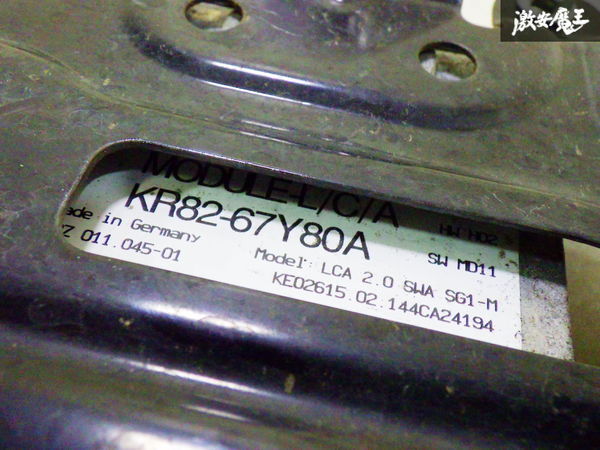 激安魔王
MODULE-L/C/A
KR82-67Y80A
HW H02
SW MD11
ade in Germany
Z 011.045-01
Model: LCA 2.0 SWA SG1-M
KE02615.02.144CA24194